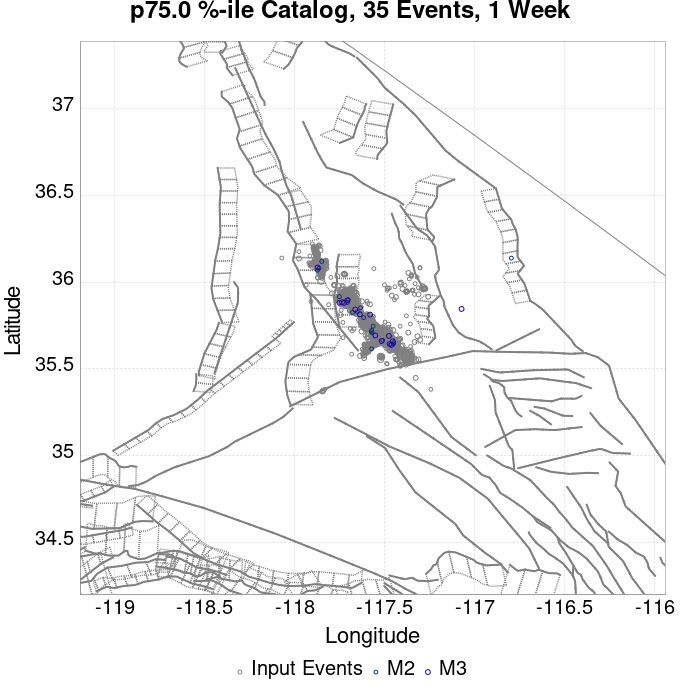 p75.0 %-ile Catalog, 35 Events, 1 Week
37
36.5
36
35.5
35
34.5
Latitude
-119
-118.5
-118
-117.5
-117
-116.5
-116
Longitude
Input Events
M2
M3